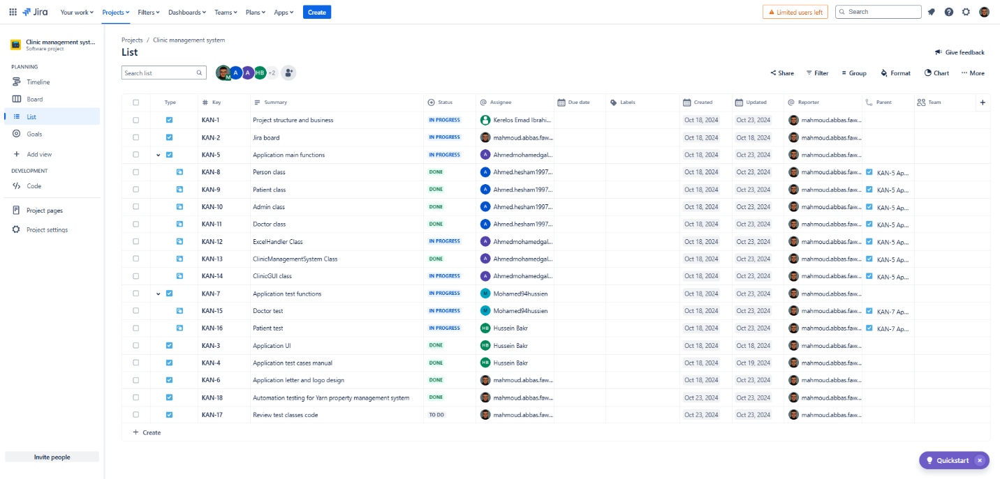 Jira Your work Projects Filters Dashboards Teams Plans Apps Create Limited users left Search
Clinic management syst...
Software project
PLANNING
Timeline
Board
List
Goals
Add view
DEVELOPMENT
Code
Project pages
Project settings
Invite people
Projects / Clinic management system
List
Give feedback
Search list M A A HB +2 Share Filter Group Format Chart More
Type Key Summary Status Assignee Due date Labels Created Updated Reporter Parent Team
KAN-1 Project structure and business IN PROGRESS Kerelos Emad Ibrahi... Oct 18, 2024 Oct 23, 2024 mahmoud.abbas.faw...
KAN-2 Jira board IN PROGRESS mahmoud.abbas.faw... Oct 18, 2024 Oct 18, 2024 mahmoud.abbas.faw...
KAN-5 Application main functions IN PROGRESS A Ahmedmohamedgal... Oct 18, 2024 Oct 23, 2024 mahmoud.abbas.faw...
KAN-8 Person class DONE A Ahmed.hesham1997... Oct 18, 2024 Oct 23, 2024 mahmoud.abbas.faw... KAN-5 Ap...
KAN-9 Patient class DONE A Ahmed.hesham1997... Oct 18, 2024 Oct 23, 2024 mahmoud.abbas.faw... KAN-5 Ap...
KAN-10 Admin class DONE A Ahmed.hesham1997... Oct 18, 2024 Oct 23, 2024 mahmoud.abbas.faw... KAN-5 Ap...
KAN-11 Doctor class DONE A Ahmed.hesham1997... Oct 18, 2024 Oct 23, 2024 mahmoud.abbas.faw... KAN-5 Ap...
KAN-12 ExcelHandler Class IN PROGRESS A Ahmedmohamedgal... Oct 18, 2024 Oct 23, 2024 mahmoud.abbas.faw... KAN-5 Ap...
KAN-13 ClinicManagementSystem Class DONE A Ahmedmohamedgal... Oct 18, 2024 Oct 23, 2024 mahmoud.abbas.faw... KAN-5 Ap...
KAN-14 ClinicGUI class IN PROGRESS A Ahmedmohamedgal... Oct 18, 2024 Oct 23, 2024 mahmoud.abbas.faw... KAN-5 Ap...
KAN-7 Application test functions IN PROGRESS M Mohamed94hussien Oct 18, 2024 Oct 23, 2024 mahmoud.abbas.faw...
KAN-15 Doctor test IN PROGRESS M Mohamed94hussien Oct 18, 2024 Oct 23, 2024 mahmoud.abbas.faw... KAN-7 Ap...
KAN-16 Patient test IN PROGRESS HB Hussein Bakr Oct 18, 2024 Oct 23, 2024 mahmoud.abbas.faw... KAN-7 Ap...
KAN-3 Application UI DONE HB Hussein Bakr Oct 18, 2024 Oct 18, 2024 mahmoud.abbas.faw...
KAN-4 Application test cases manual DONE HB Hussein Bakr Oct 18, 2024 Oct 19, 2024 mahmoud.abbas.faw...
KAN-6 Application letter and logo design DONE mahmoud.abbas.faw... Oct 18, 2024 Oct 23, 2024 mahmoud.abbas.faw...
KAN-18 Automation testing for Yarn property management system DONE mahmoud.abbas.faw... Oct 23, 2024 Oct 23, 2024 mahmoud.abbas.faw...
KAN-17 Review test classes code TO DO mahmoud.abbas.faw... Oct 23, 2024 Oct 23, 2024 mahmoud.abbas.faw...
Create
Quickstart